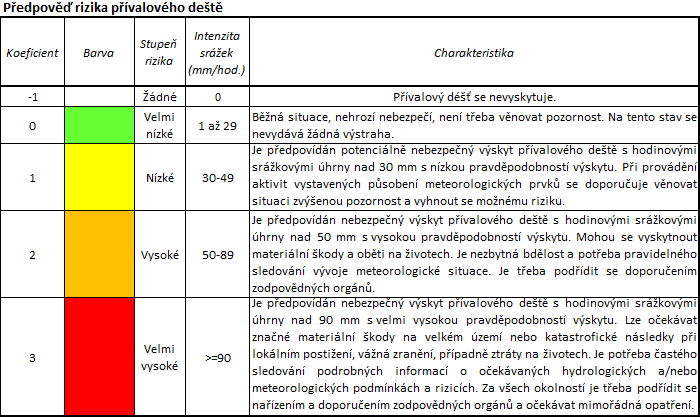 Předpověď rizika přívalového deště
Koeficient Barva Stupeň rizika Intenzita srážek (mm/hod.) Charakteristika
-1 Žádné 0 Přívalový déšť se nevyskytuje.
0 Velmi nízké 1 až 29 Běžná situace, nehrozí nebezpečí, není třeba věnovat pozornost. Na tento stav se
nevydává žádná výstraha.
1 Nízké 30-49 Je předpovídán potenciálně nebezpečný výskyt přívalového deště s hodinovými
srážkovými úhrny nad 30 mm s nízkou pravděpodobností výskytu. Při provádění
aktivit vystavených působení meteorologických prvků se doporučuje věnovat
situaci zvýšenou pozornost a vyhnout se možnému riziku.
2 Vysoké 50-89 Je předpovídán nebezpečný výskyt přívalového deště s hodinovými srážkovými
úhrny nad 50 mm s vysokou pravděpodobností výskytu. Mohou se vyskytnout
materiální škody a oběti na životech. Je nezbytná bdělost a potřeba pravidelného
sledování vývoje meteorologické situace. Je třeba podřídit se doporučením
zodpovědných orgánů.
3 Velmi vysoké >=90 Je předpovídán nebezpečný výskyt přívalového deště s hodinovými srážkovými
úhrny nad 90 mm s velmi vysokou pravděpodobností výskytu. Lze očekávat
značné materiální škody na velkém území nebo katastrofické následky při
lokálním postižení, vážná zranění, případně ztráty na životech. Je potřeba častého
sledování podrobných informací o očekávaných hydrologických a/nebo
meteorologických podmínkách a rizicích. Za všech okolností je třeba podřídit se
nařízením a doporučením zodpovědných orgánů a očekávat mimořádná opatření.